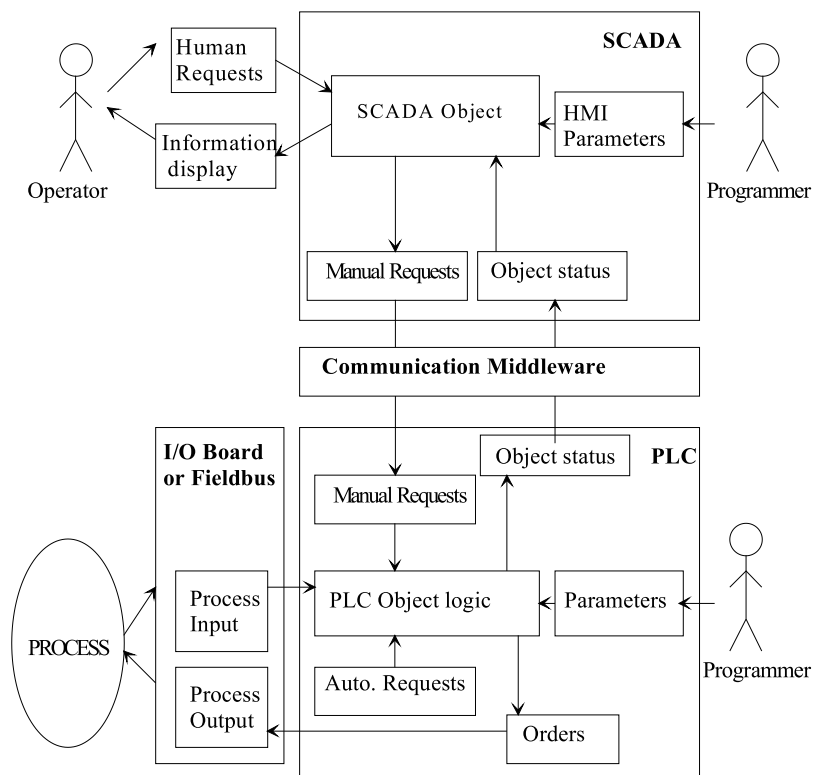 SCADA
Human
Requests
SCADA Object
HMI
Parameters
Information
display
Operator
Programmer
Manual Requests
Object status
Communication Middleware
I/O Board
or Fieldbus
Object status
PLC
Manual Requests
Process
Input
PLC Object logic
Parameters
PROCESS
Programmer
Auto. Requests
Process
Output
Orders